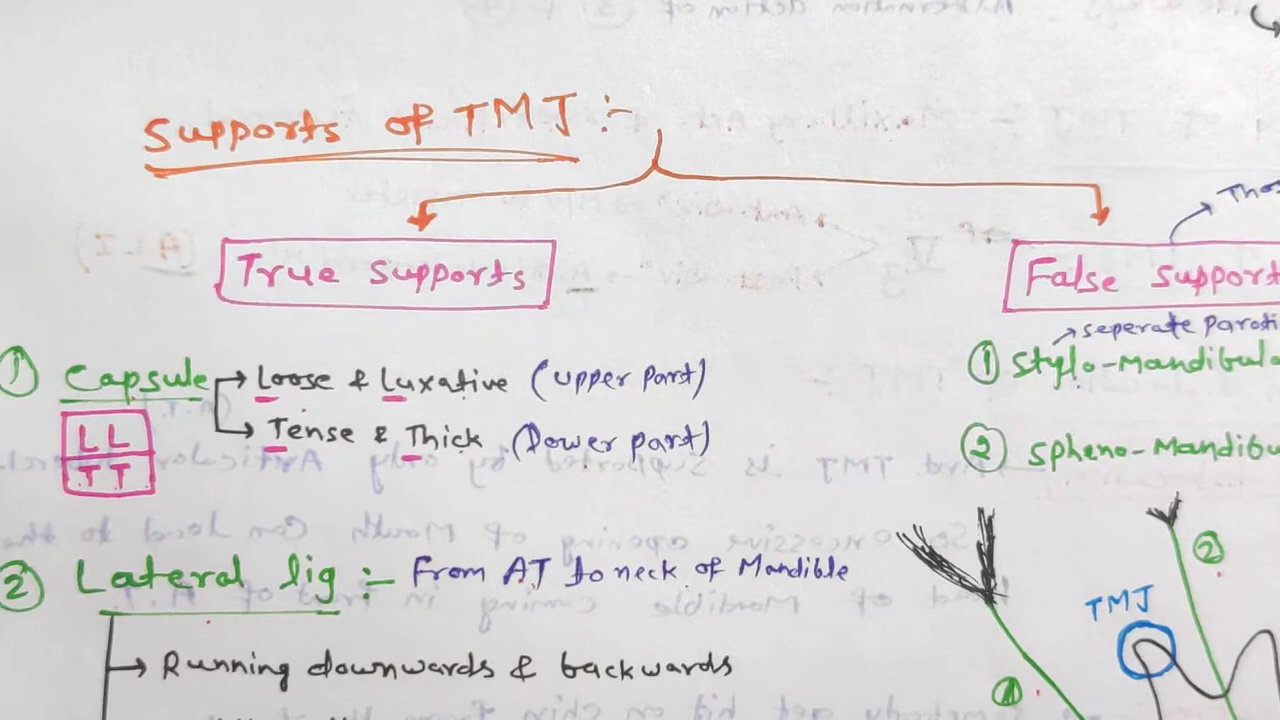 Supports of TMJ :-
True Supports
① Capsule → Loose & Luxative (upper part)
→ Tense & Thick (Lower part)
LL
TT
② Lateral lig :- From AT to neck of Mandible
→ Running downwards & backwards
False Support
seperate Paroti
① Stylo-Mandibula
② Spheno-Mandibu
TMJ
②
①